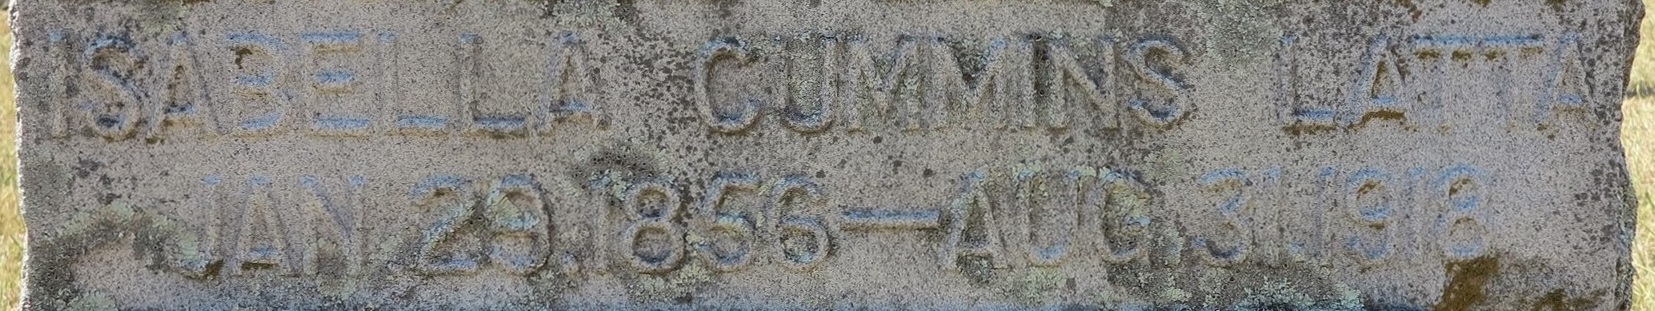 ISABELLA CUMMINS LATTA
JAN. 29. 1856 — AUG. 31. 1918